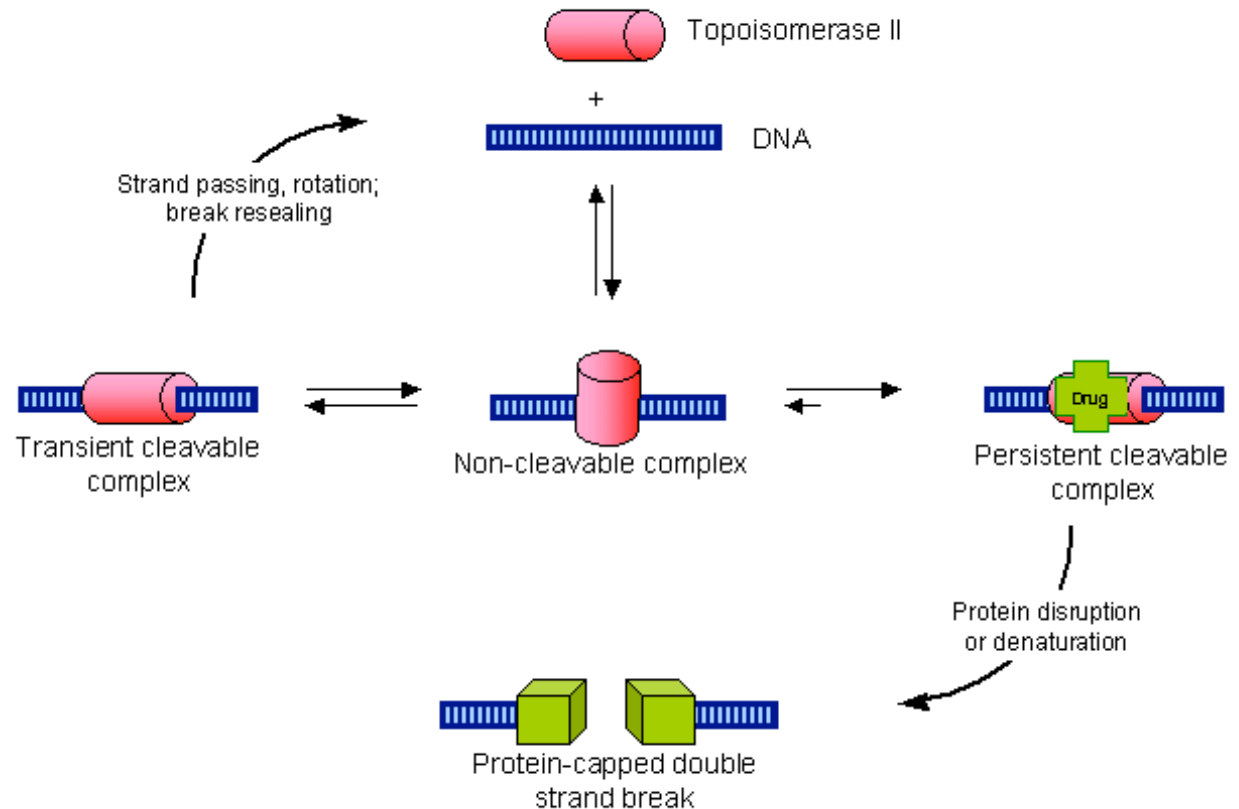 Topoisomerase II
+
DNA
Strand passing, rotation;
break resealing
Transient cleavable
complex
Non-cleavable complex
Drug
Persistent cleavable
complex
Protein disruption
or denaturation
Protein-capped double
strand break